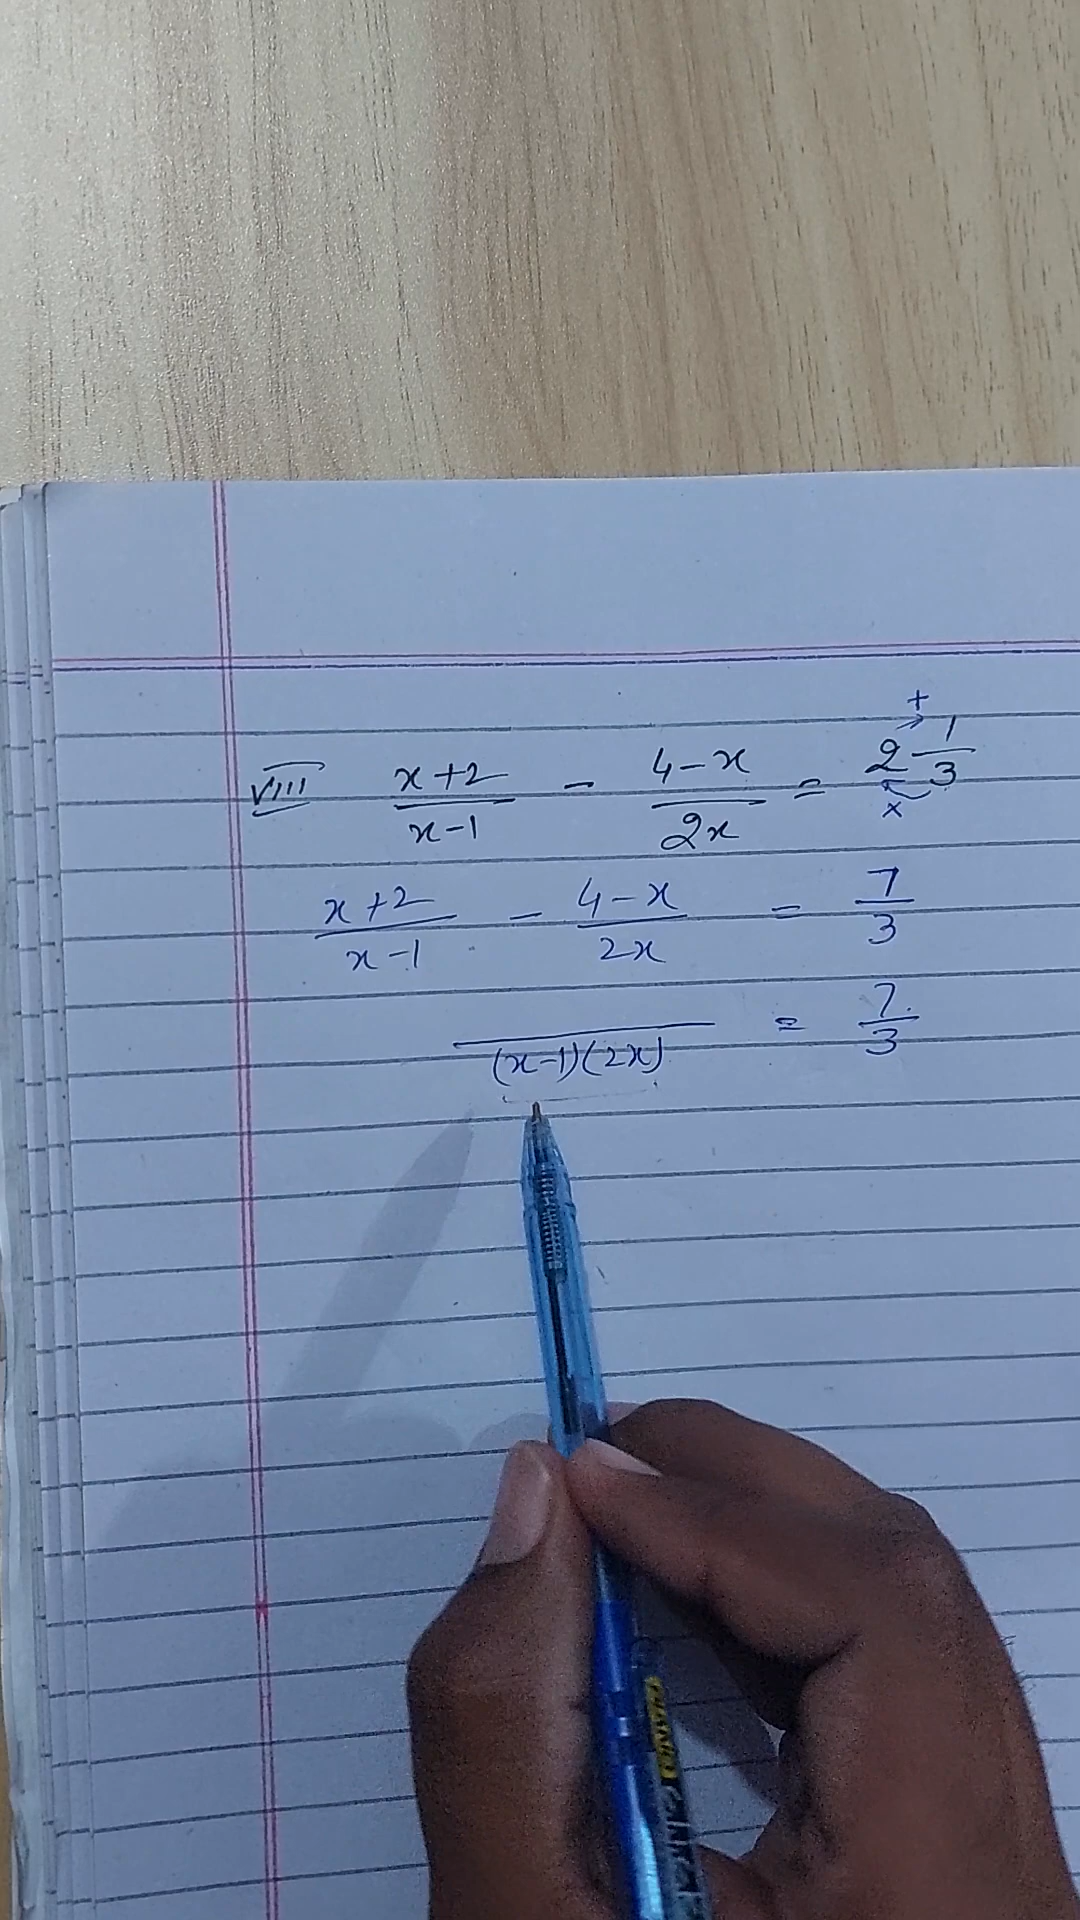 viii (x+2)/(x-1) - (4-x)/(2x) = 2 1/3
+
x
(x+2)/(x-1) - (4-x)/(2x) = 7/3
/((x-1)(2x)) = 7/3